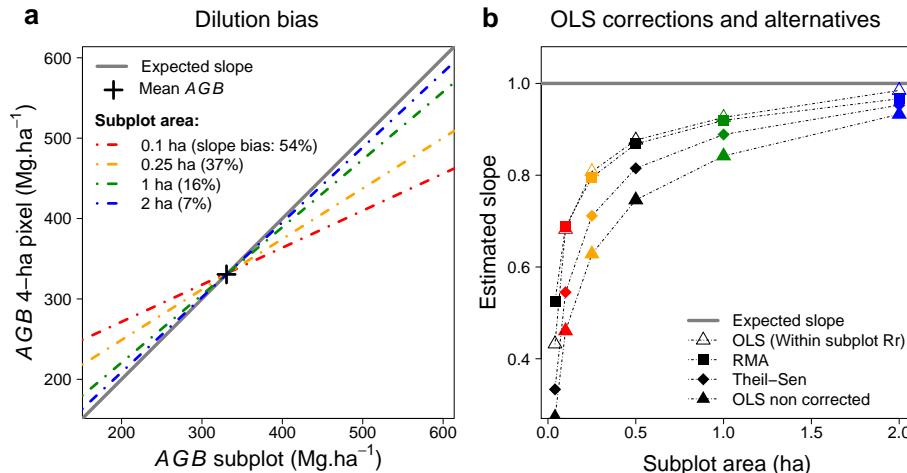 a
Dilution bias
Expected slope
Mean AGB
Subplot area:
0.1 ha (slope bias: 54%)
0.25 ha (37%)
1 ha (16%)
2 ha (7%)
600
500
400
300
200
AGB 4−ha pixel (Mg.ha−1)
200 300 400 500 600
AGB subplot (Mg.ha−1)
b
OLS corrections and alternatives
1.0
0.8
0.6
0.4
Estimated slope
Expected slope
OLS (Within subplot Rr)
RMA
Theil−Sen
OLS non corrected
0.0 0.5 1.0 1.5 2.0
Subplot area (ha)